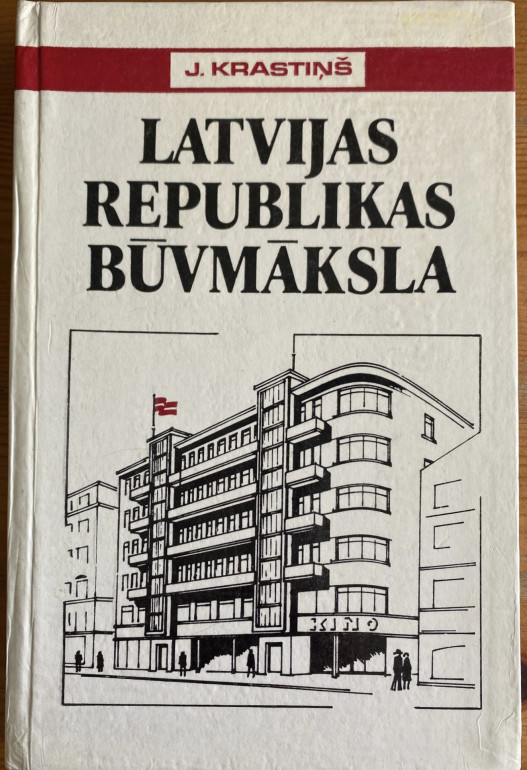 J. KRASTIŅŠ
LATVIJAS
REPUBLIKAS
BŪVMĀKSLA
KINO